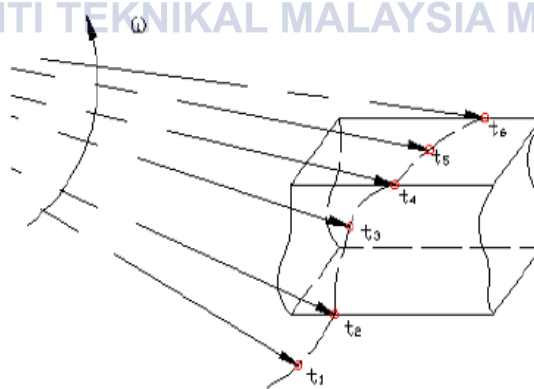 ITI TEKNIKAL MALAYSIA M
ω
t6
t5
t4
t3
t2
t1